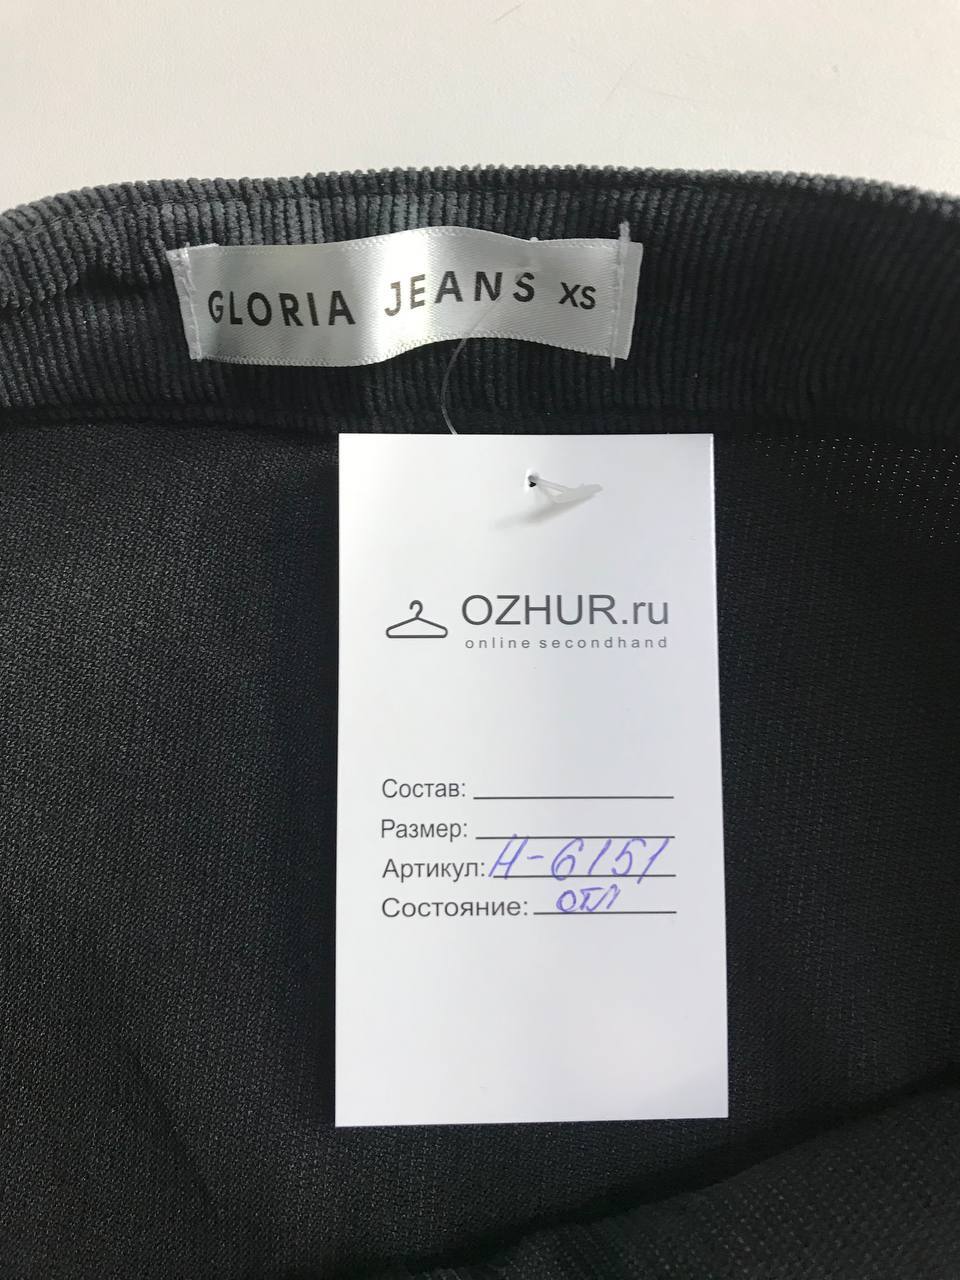 GLORIA JEANS XS
OZHUR.ru
online secondhand
Состав:
Размер:
Артикул: Н-6151
Состояние: отл